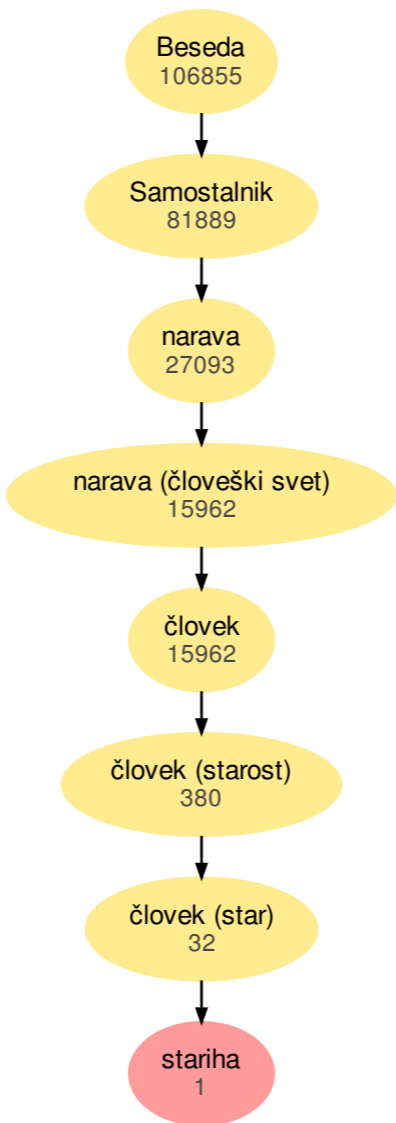 Beseda
106855
Samostalnik
81889
narava
27093
narava (človeški svet)
15962
človek
15962
človek (starost)
380
človek (star)
32
stariha
1